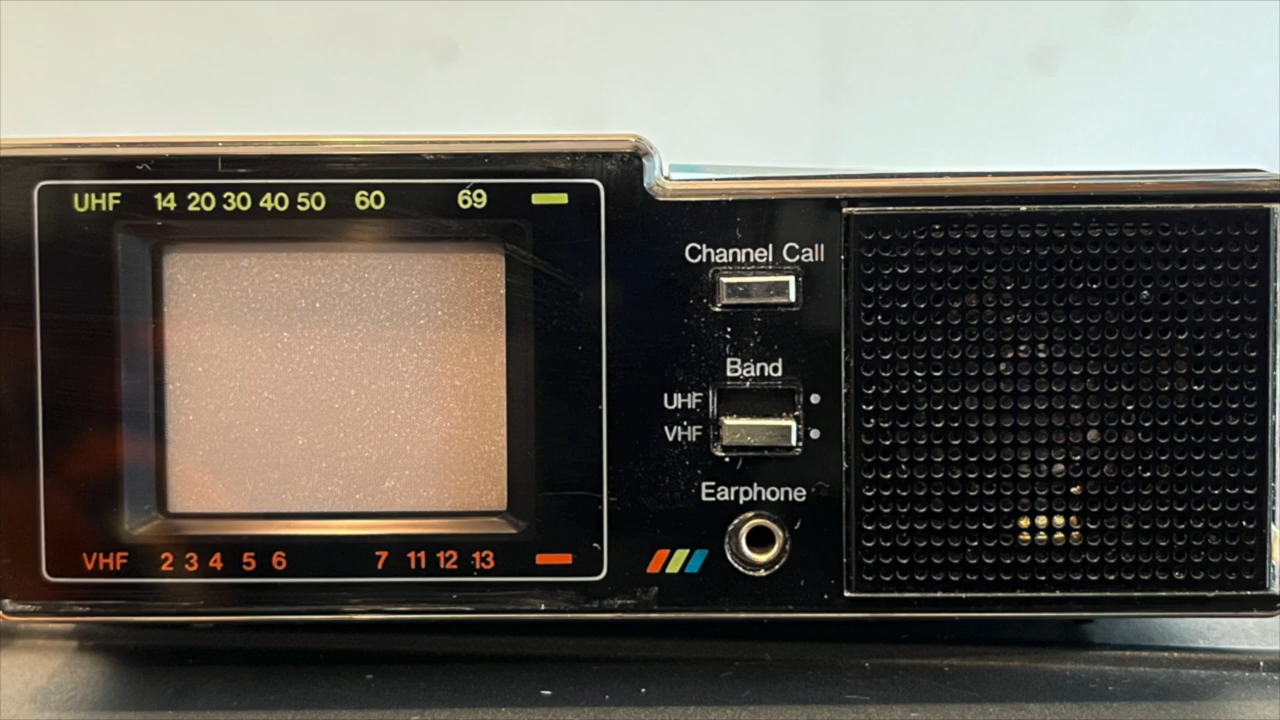 UHF 14 20 30 40 50 60 69
Channel Call
Band
UHF
VHF
Earphone
VHF 2 3 4 5 6 7 11 12 13